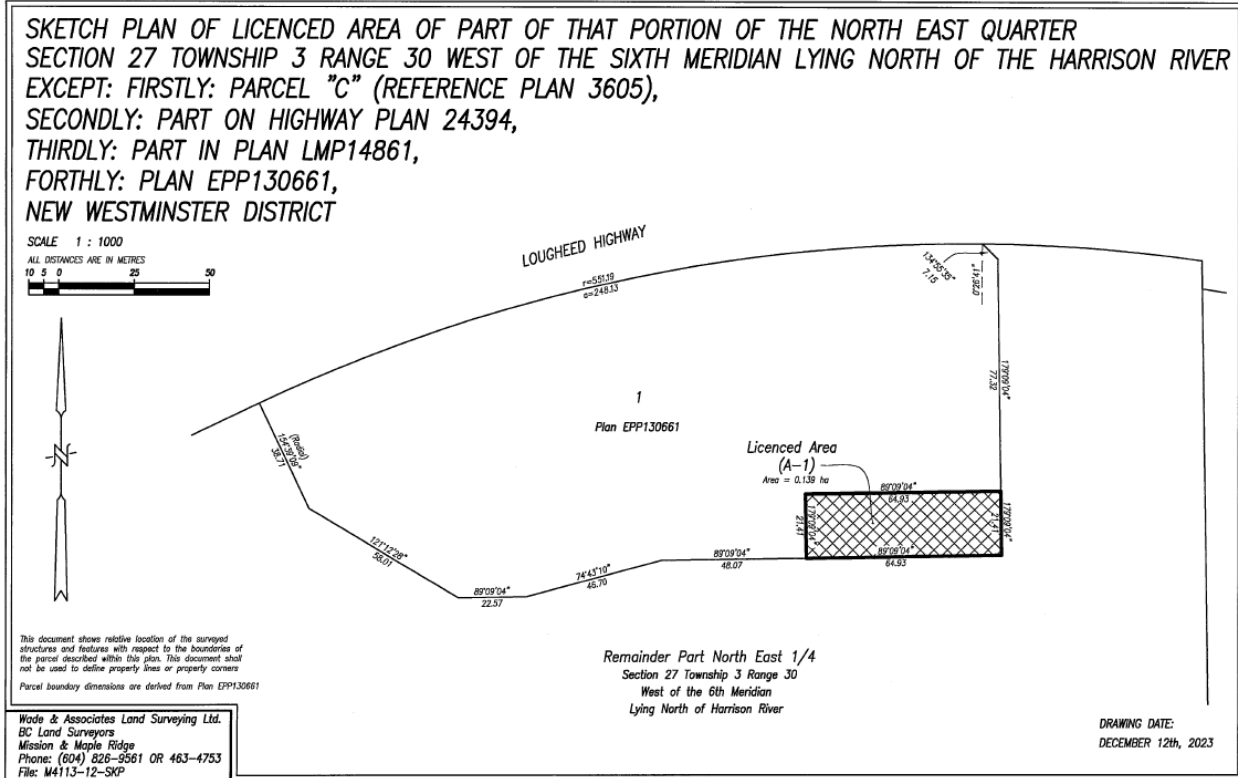 SKETCH PLAN OF LICENCED AREA OF PART OF THAT PORTION OF THE NORTH EAST QUARTER
SECTION 27 TOWNSHIP 3 RANGE 30 WEST OF THE SIXTH MERIDIAN LYING NORTH OF THE HARRISON RIVER
EXCEPT: FIRSTLY: PARCEL "C" (REFERENCE PLAN 3605),
SECONDLY: PART ON HIGHWAY PLAN 24394,
THIRDLY: PART IN PLAN LMP14861,
FORTHLY: PLAN EPP130661,
NEW WESTMINSTER DISTRICT
SCALE 1 : 1000
ALL DISTANCES ARE IN METRES
10 5 0 25 50
LOUGHEED HIGHWAY
r=551.19
a=248.13
134°55'35"
7.15
179°09'04"
77.32
1
Plan EPP130661
N
(Radial)
154°39'09"
38.71
Licenced Area
(A-1)
Area = 0.139 ha
89°09'04"
64.93
179°09'04"
21.41
179°09'04"
21.41
89°09'04"
64.93
121°12'26"
58.01
89°09'04"
22.57
74°43'10"
89°09'04"
48.07
This document shows relative location of the surveyed
structures and features with respect to the boundaries of
the parcel described within this plan. This document shall
not be used to define property lines or property corners
Parcel boundary dimensions are derived from Plan EPP130661
Remainder Part North East 1/4
Section 27 Township 3 Range 30
West of the 6th Meridian
Lying North of Harrison River
Wade & Associates Land Surveying Ltd.
BC Land Surveyors
Mission & Maple Ridge
Phone: (604) 826-9561 OR 463-4753
File: M4113-12-SKP
DRAWING DATE:
DECEMBER 12th, 2023